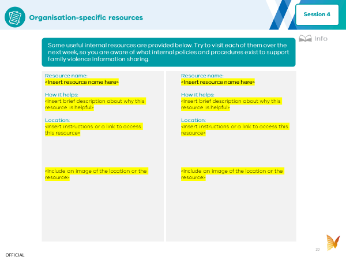 Organisation-specific resources
Session 4
Info
Some useful internal resources are provided below. Try to visit each of them over the
next week, so you are aware of what internal policies and procedures exist to support
family violence information sharing.
Resource name:
<Insert resource name here>
How it helps:
<Insert brief description about why this
resource is helpful>
Location:
<Insert instructions or a link to access
this resource>
<Include an image of the location or the
resource>
Resource name:
<Insert resource name here>
How it helps:
<Insert brief description about why this
resource is helpful>
Location:
<Insert instructions or a link to access this
resource>
<Include an image of the location or the
resource>
OFFICIAL